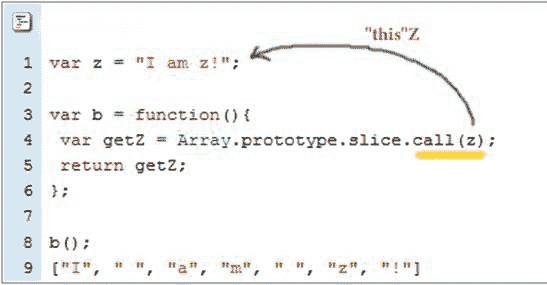 "this"Z
1 var z = "I am z!";
2
3 var b = function(){
4  var getZ = Array.prototype.slice.call(z);
5  return getZ;
6 };
7
8 b();
9 ["I", " ", "a", "m", " ", "z", "!"]